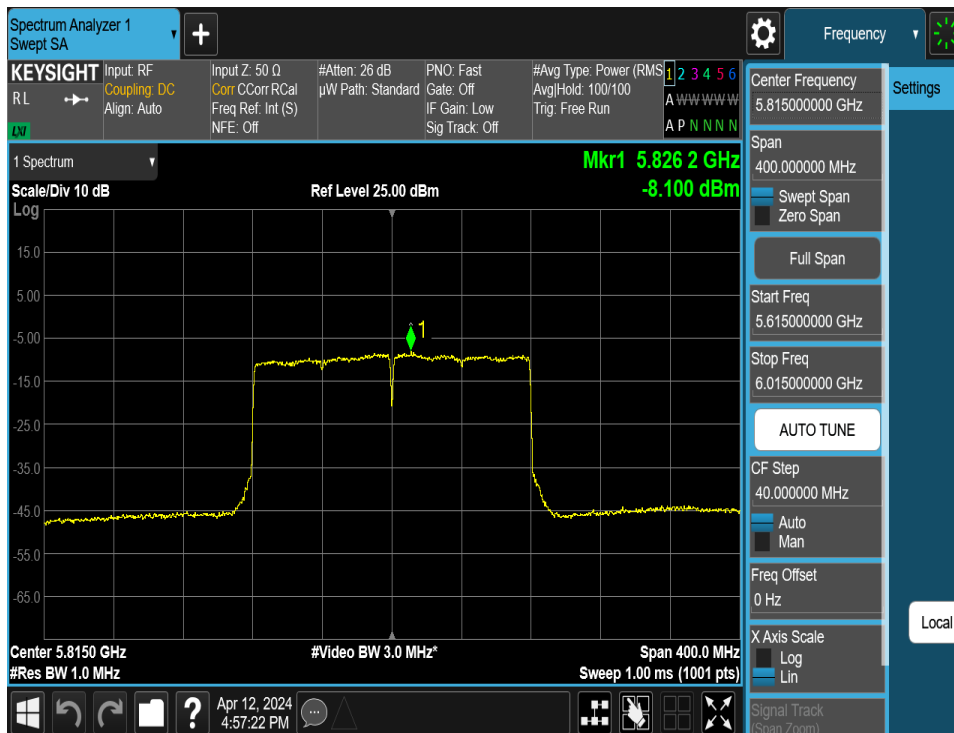 Spectrum Analyzer 1
Swept SA
+
Frequency
KEYSIGHT
RL
LXI
Input: RF
Coupling: DC
Align: Auto
Input Z: 50 Ω
Corr CCorr RCal
Freq Ref: Int (S)
NFE: Off
#Atten: 26 dB
µW Path: Standard
PNO: Fast
Gate: Off
IF Gain: Low
Sig Track: Off
#Avg Type: Power (RMS
Avg|Hold: 100/100
Trig: Free Run
1 2 3 4 5 6
A W W W W W
A P N N N N
Center Frequency
5.815000000 GHz
Settings
Span
400.000000 MHz
Swept Span
Zero Span
Full Span
Start Freq
5.615000000 GHz
Stop Freq
6.015000000 GHz
AUTO TUNE
CF Step
40.000000 MHz
Auto
Man
Freq Offset
0 Hz
X Axis Scale
Log
Lin
Signal Track
(Span Zoom)
Local
1 Spectrum
Mkr1 5.826 2 GHz
-8.100 dBm
Scale/Div 10 dB
Ref Level 25.00 dBm
Log
15.0
5.00
-5.00
-15.0
-25.0
-35.0
-45.0
-55.0
-65.0
1
Center 5.8150 GHz
#Video BW 3.0 MHz*
Span 400.0 MHz
#Res BW 1.0 MHz
Sweep 1.00 ms (1001 pts)
?
Apr 12, 2024
4:57:22 PM